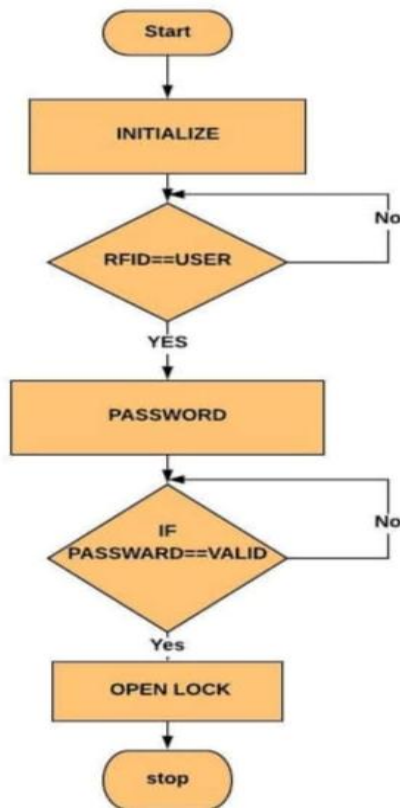 Start
INITIALIZE
No
RFID==USER
YES
PASSWORD
No
IF
PASSWARD==VALID
Yes
OPEN LOCK
stop